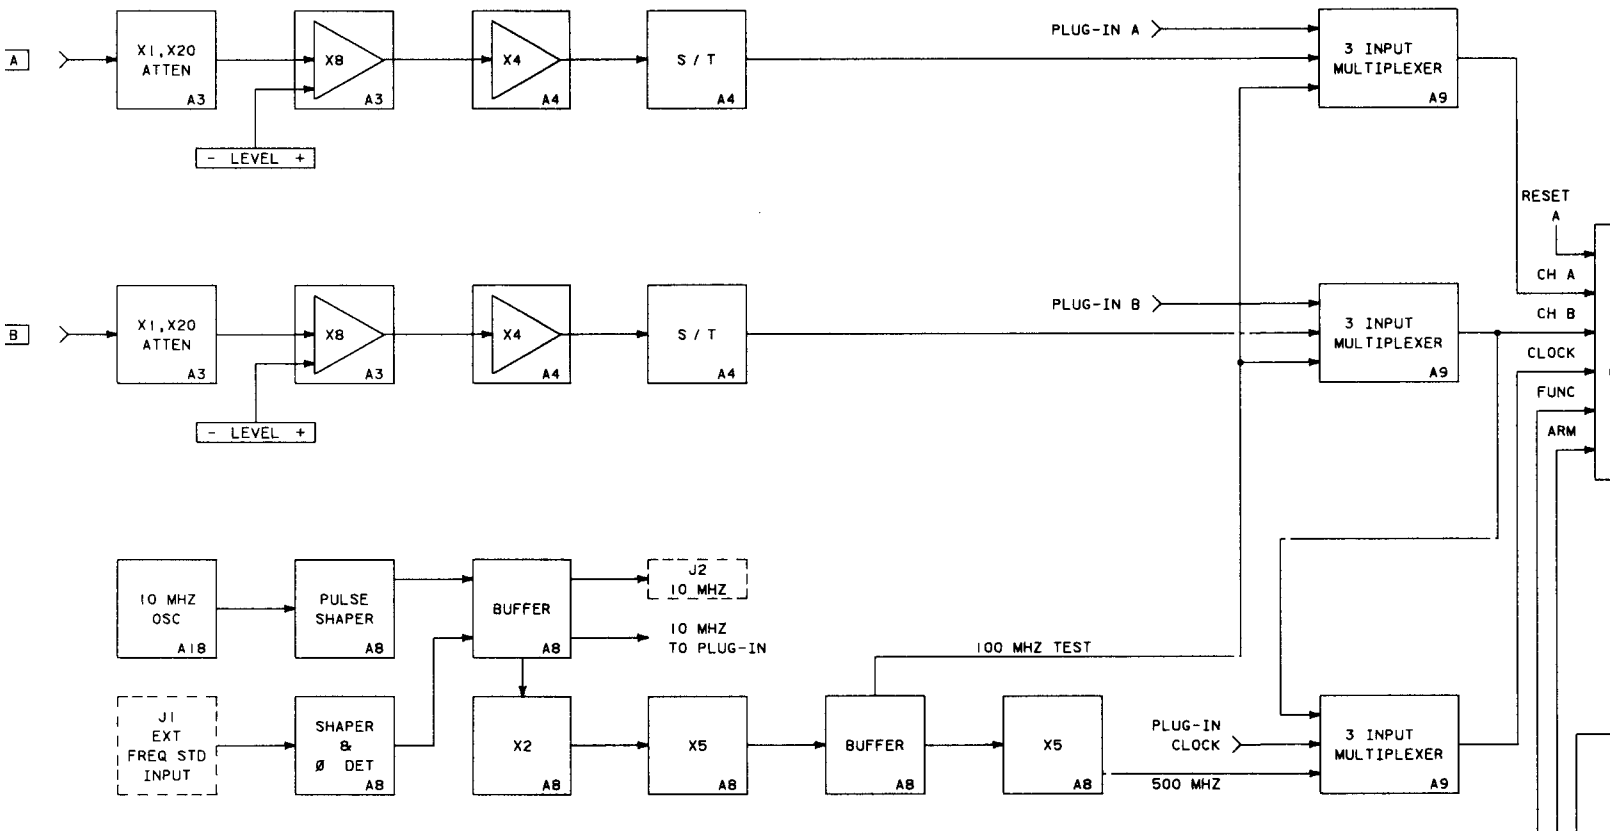 PLUG-IN A
A
X1,X20
ATTEN
A3
X8
A3
X4
A4
S / T
A4
3 INPUT
MULTIPLEXER
A9
- LEVEL +
RESET
A
CH A
CH B
CLOCK
FUNC
ARM
PLUG-IN B
B
X1,X20
ATTEN
A3
X8
A3
X4
A4
S / T
A4
3 INPUT
MULTIPLEXER
A9
- LEVEL +
10 MHZ
OSC
A18
PULSE
SHAPER
A8
BUFFER
A8
J2
10 MHZ
10 MHZ
TO PLUG-IN
100 MHZ TEST
J1
EXT
FREQ STD
INPUT
SHAPER
&
Ø DET
A8
X2
A8
X5
A8
BUFFER
A8
X5
A8
PLUG-IN
CLOCK
500 MHZ
3 INPUT
MULTIPLEXER
A9